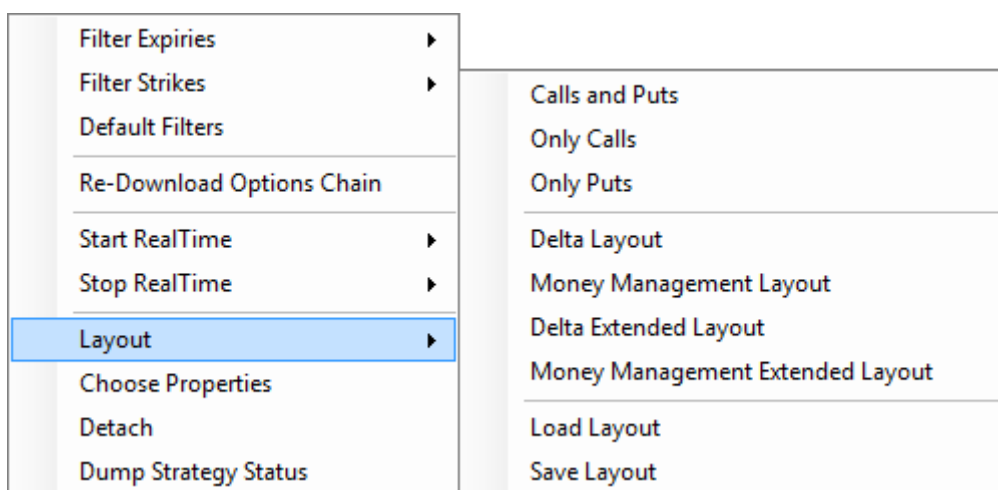 Filter Expiries
Filter Strikes
Default Filters
Re-Download Options Chain
Start RealTime
Stop RealTime
Layout
Choose Properties
Detach
Dump Strategy Status
Calls and Puts
Only Calls
Only Puts
Delta Layout
Money Management Layout
Delta Extended Layout
Money Management Extended Layout
Load Layout
Save Layout